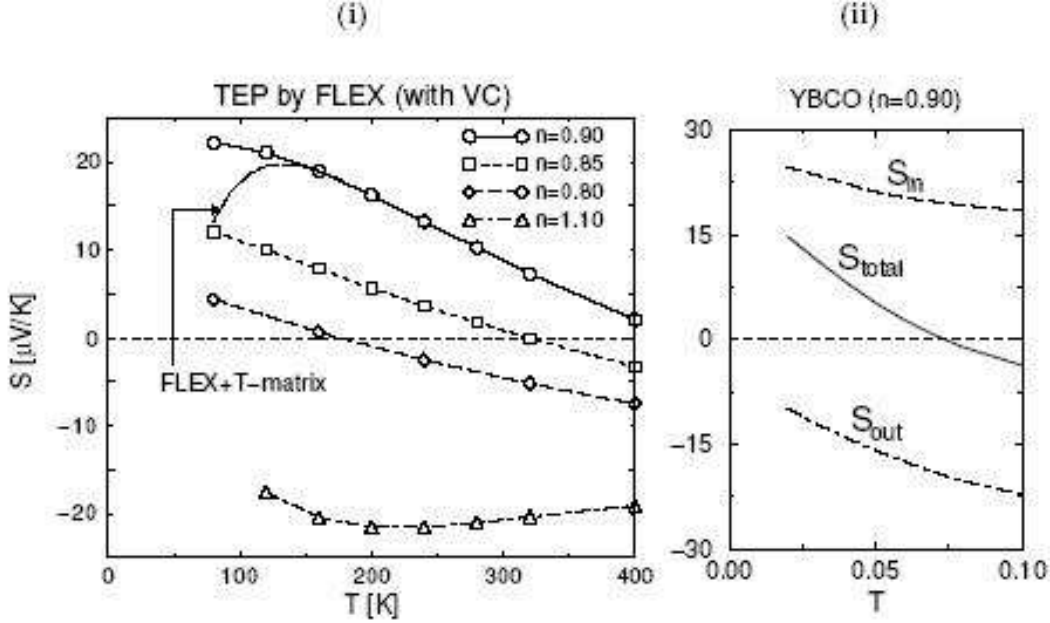 (i)
(ii)
TEP by FLEX (with VC)
YBCO (n=0.90)
n=0.90
n=0.85
n=0.80
n=1.10
FLEX+T-matrix
S [μV/K]
20
10
0
-10
-20
0
100
200
300
400
T [K]
30
15
0
-15
-30
S_in
S_total
S_out
0.00
0.05
0.10
T